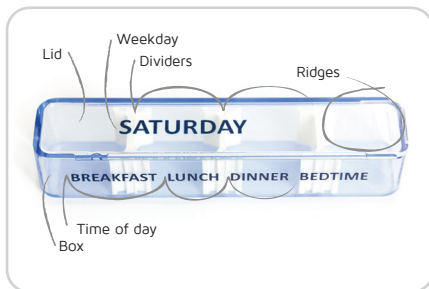 Weekday
Lid
Dividers
Ridges
SATURDAY
BREAKFAST LUNCH DINNER BEDTIME
Time of day
Box